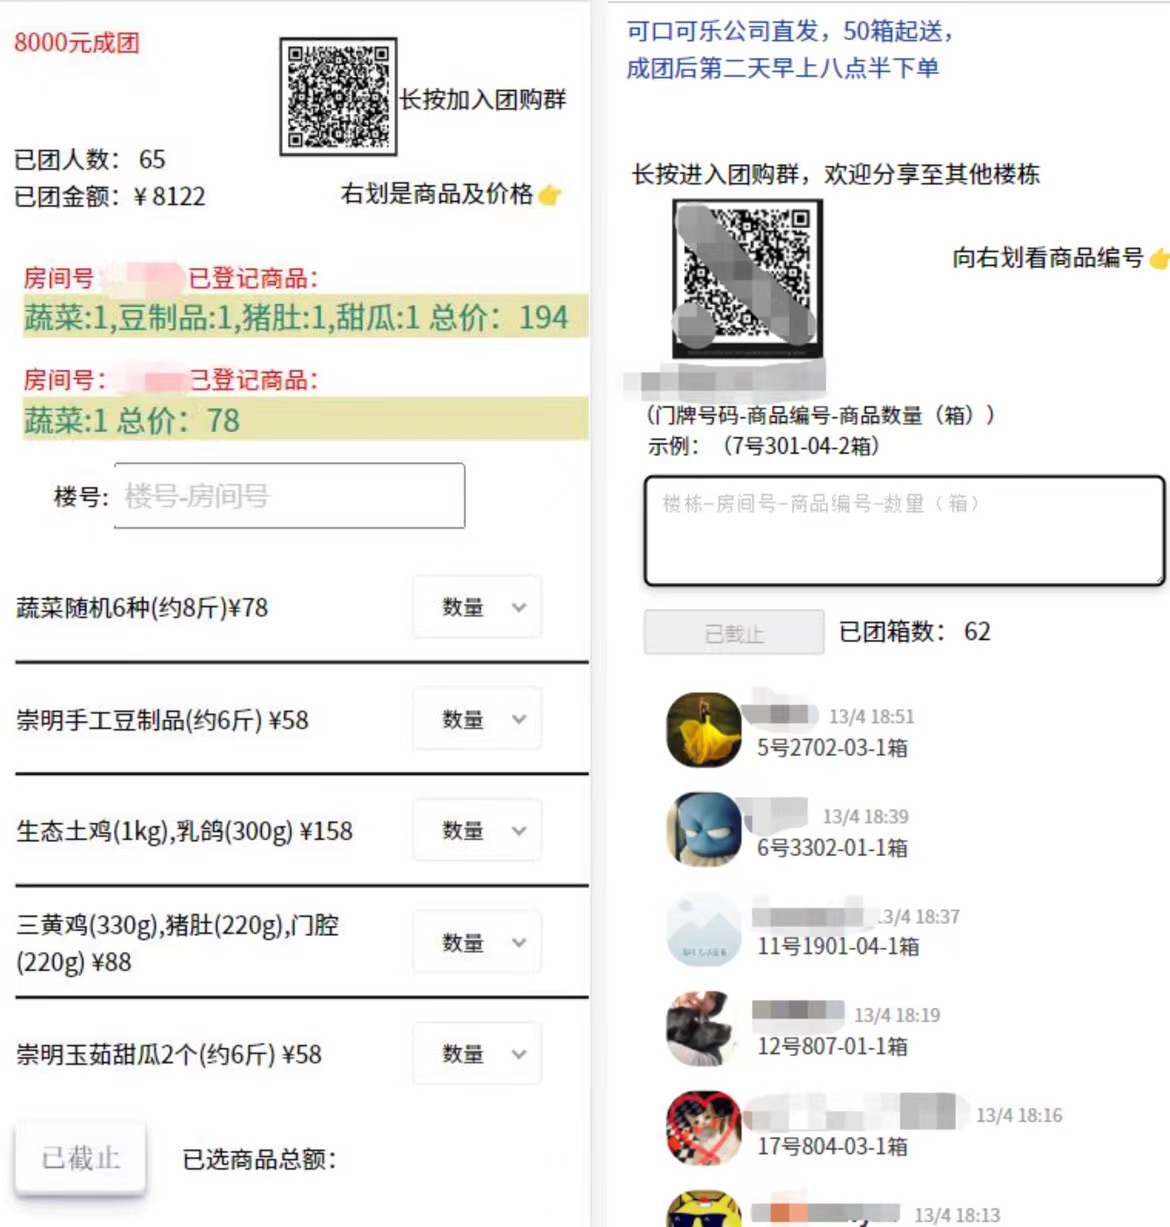 8000元成团
长按加入团购群
已团人数： 65
已团金额：￥8122
右划是商品及价格
房间号 已登记商品：
蔬菜:1,豆制品:1,猪肚:1,甜瓜:1 总价：194
房间号： 已登记商品：
蔬菜:1 总价：78
楼号: 楼号-房间号
蔬菜随机6种(约8斤)¥78 数量
崇明手工豆制品(约6斤) ¥58 数量
生态土鸡(1kg),乳鸽(300g) ¥158 数量
三黄鸡(330g),猪肚(220g),门腔
(220g) ¥88 数量
崇明玉茹甜瓜2个(约6斤) ¥58 数量
已截止 已选商品总额：
可口可乐公司直发，50箱起送，
成团后第二天早上八点半下单
长按进入团购群，欢迎分享至其他楼栋
向右划看商品编号
（门牌号码-商品编号-商品数量（箱））
示例：（7号301-04-2箱）
楼栋-房间号-商品编号-数量（箱）
已截止 已团箱数： 62
13/4 18:51
5号2702-03-1箱
13/4 18:39
6号3302-01-1箱
13/4 18:37
11号1901-04-1箱
13/4 18:19
12号807-01-1箱
13/4 18:16
17号804-03-1箱
13/4 18:13